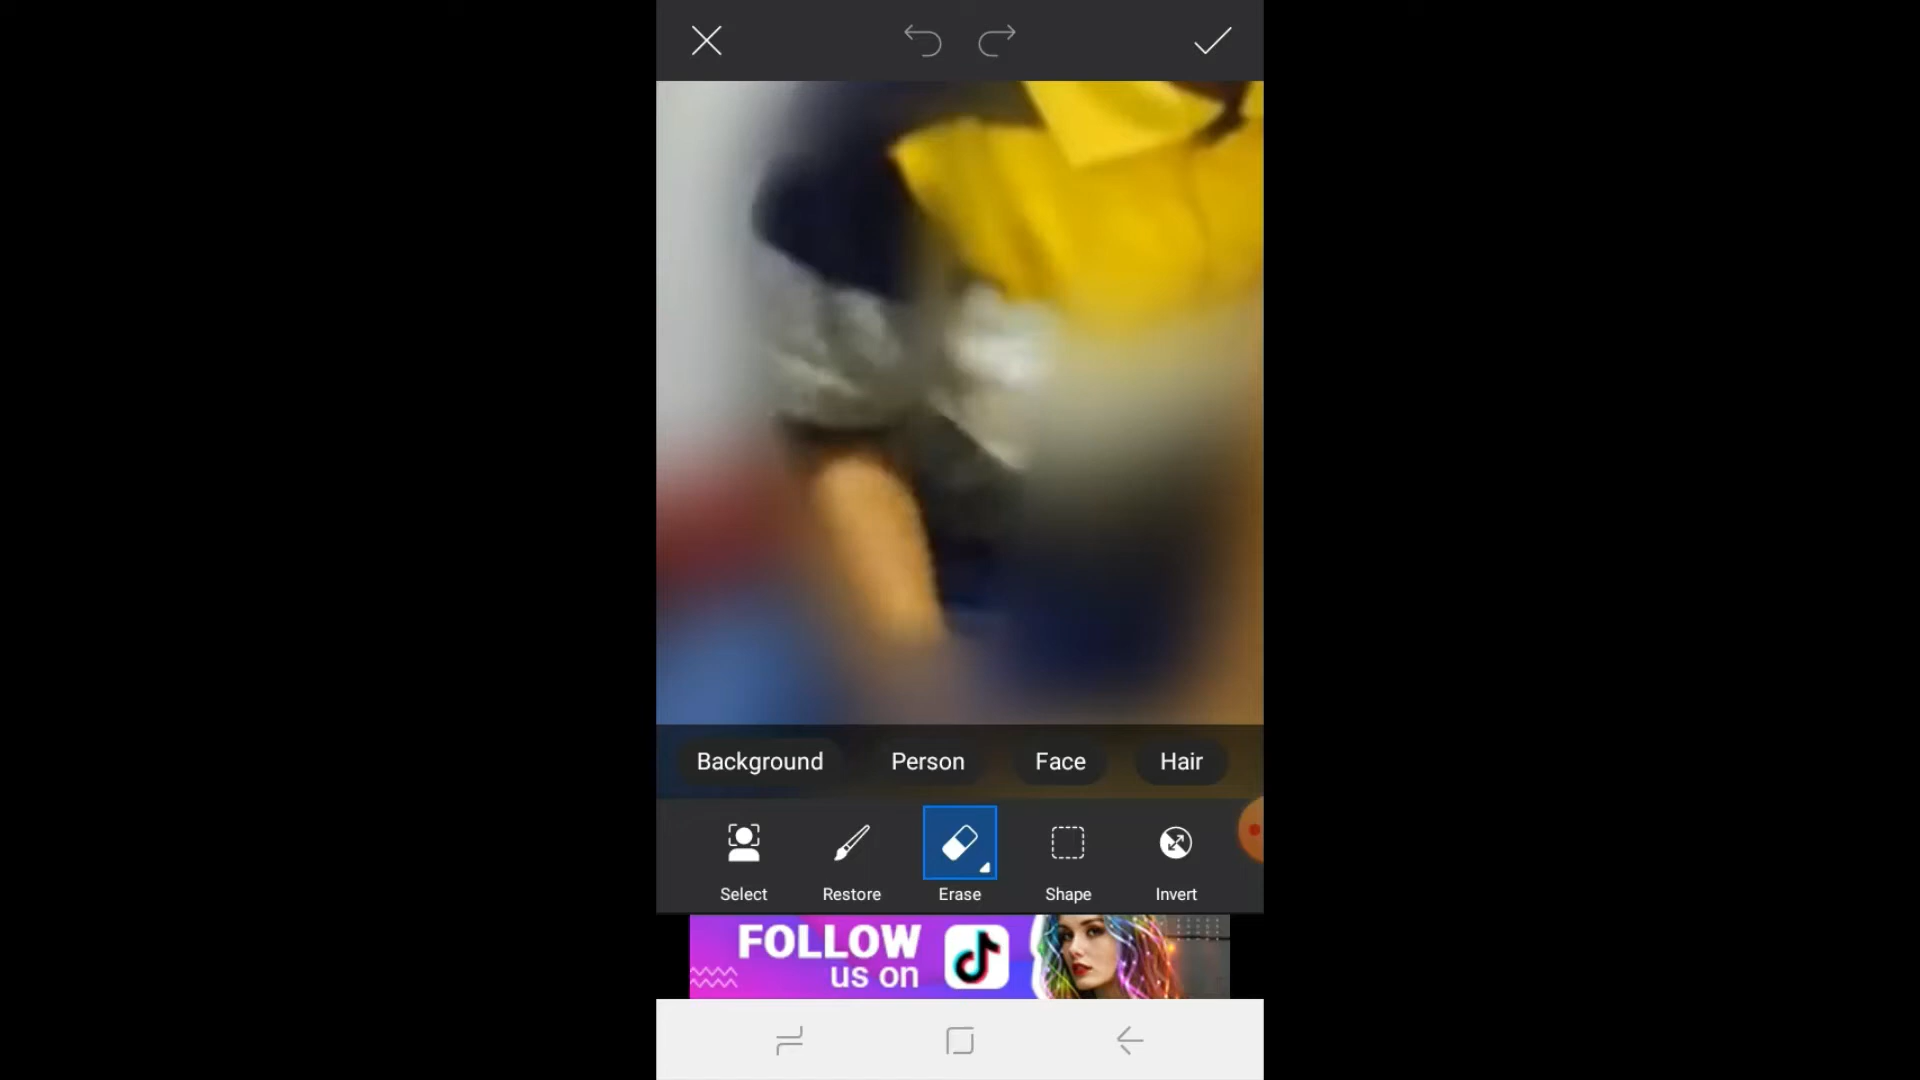 Background Person Face Hair
Select Restore Erase Shape Invert
FOLLOW
us on